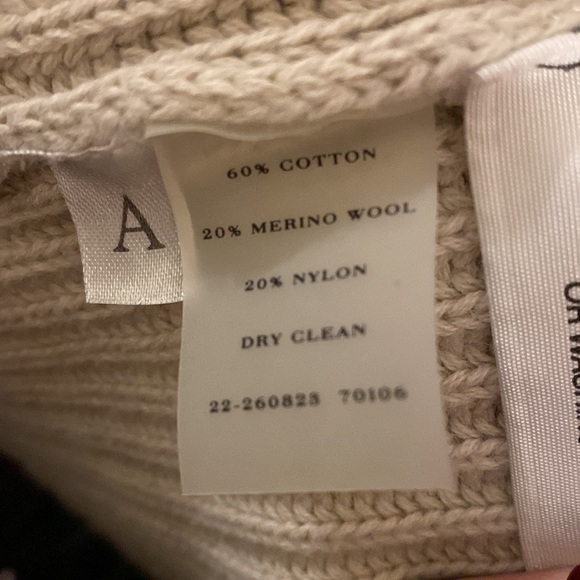 A
60% COTTON
20% MERINO WOOL
20% NYLON
DRY CLEAN
22-260823 70106